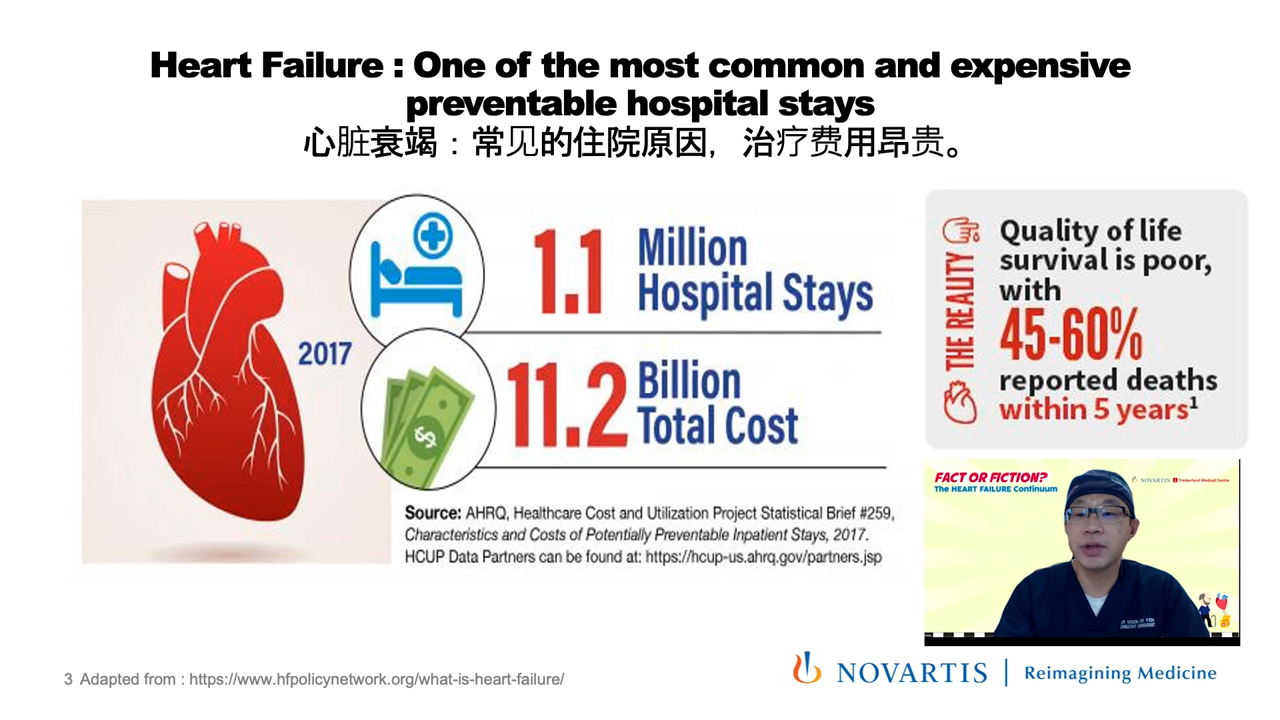 Heart Failure : One of the most common and expensive
preventable hospital stays
心脏衰竭：常见的住院原因，治疗费用昂贵。
2017
1.1 Million
Hospital Stays
11.2 Billion
Total Cost
$
Source: AHRQ, Healthcare Cost and Utilization Project Statistical Brief #259,
Characteristics and Costs of Potentially Preventable Inpatient Stays, 2017.
HCUP Data Partners can be found at: https://hcup-us.ahrq.gov/partners.jsp
THE REALITY
Quality of life
survival is poor,
with
45-60%
reported deaths
within 5 years1
FACT OR FICTION?
The HEART FAILURE Continuum
NOVARTIS
Timberland Medical Centre
3 Adapted from : https://www.hfpolicynetwork.org/what-is-heart-failure/
NOVARTIS | Reimagining Medicine